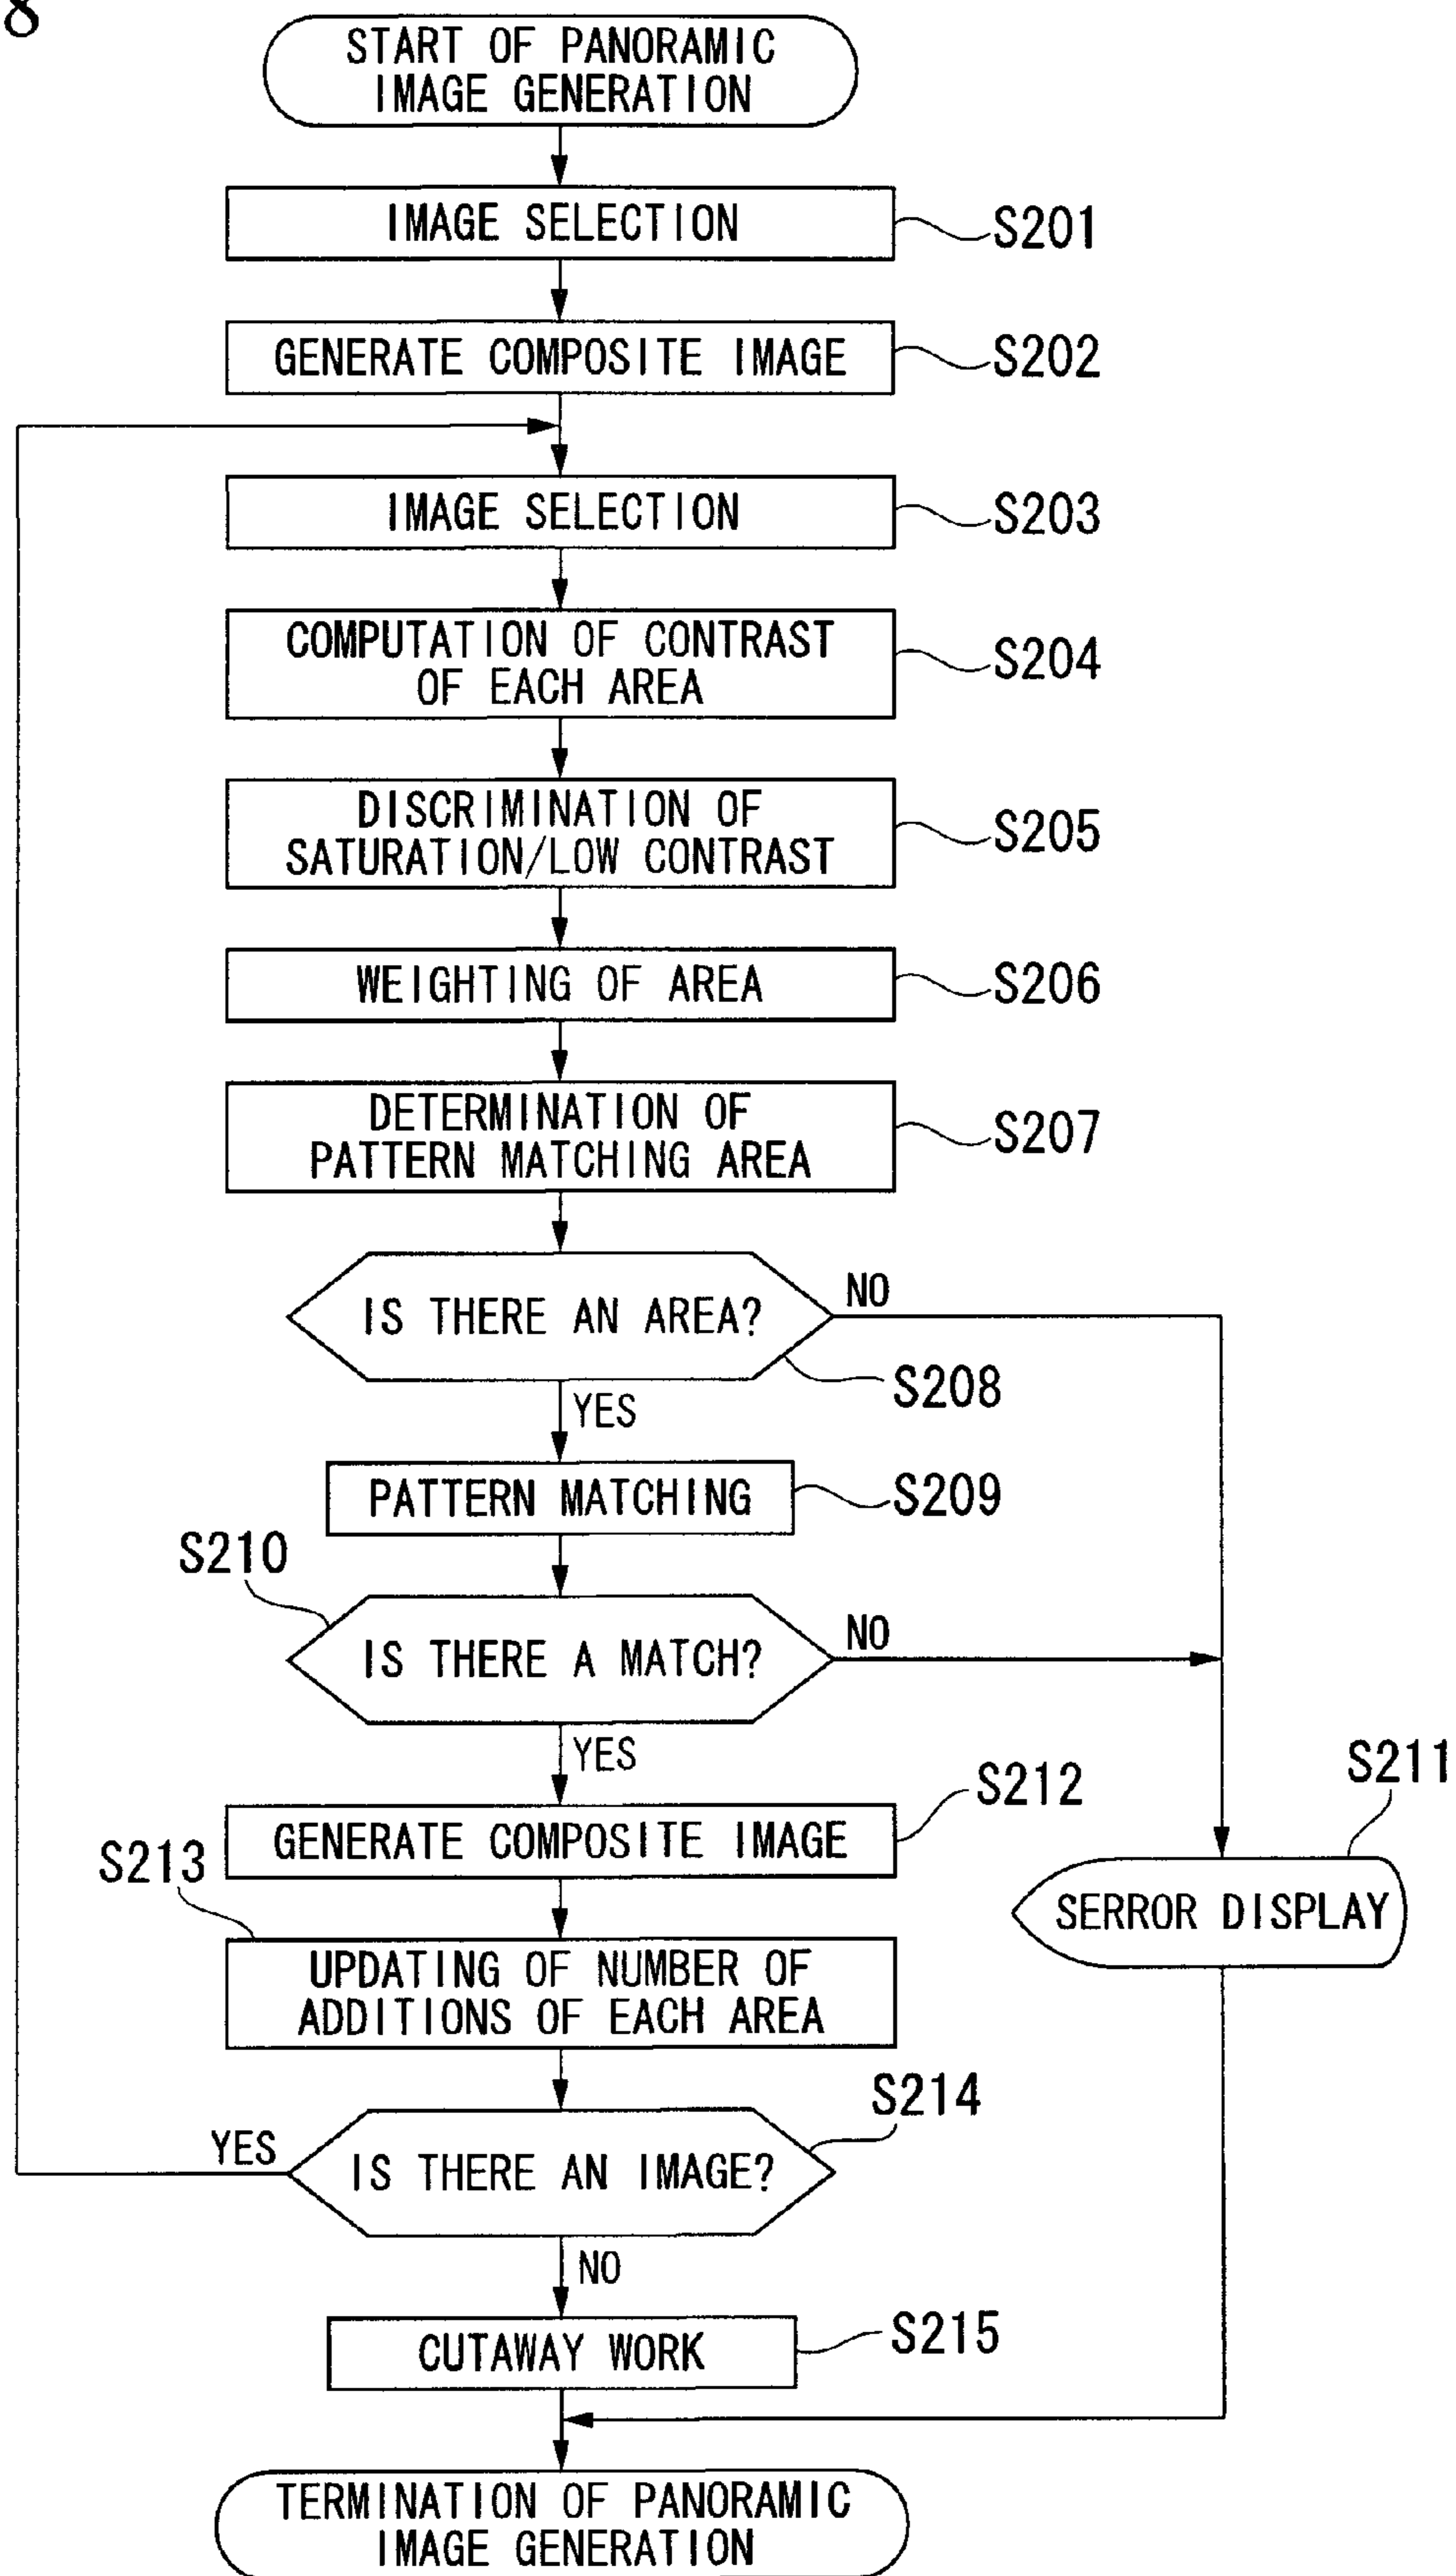 8
START OF PANORAMIC
IMAGE GENERATION
IMAGE SELECTION
S201
GENERATE COMPOSITE IMAGE
S202
IMAGE SELECTION
S203
COMPUTATION OF CONTRAST
OF EACH AREA
S204
DISCRIMINATION OF
SATURATION/LOW CONTRAST
S205
WEIGHTING OF AREA
S206
DETERMINATION OF
PATTERN MATCHING AREA
S207
IS THERE AN AREA?
NO
S208
YES
PATTERN MATCHING
S209
S210
IS THERE A MATCH?
NO
YES
S211
SERROR DISPLAY
S212
GENERATE COMPOSITE IMAGE
S213
UPDATING OF NUMBER OF
ADDITIONS OF EACH AREA
S214
YES
IS THERE AN IMAGE?
NO
CUTAWAY WORK
S215
TERMINATION OF PANORAMIC
IMAGE GENERATION